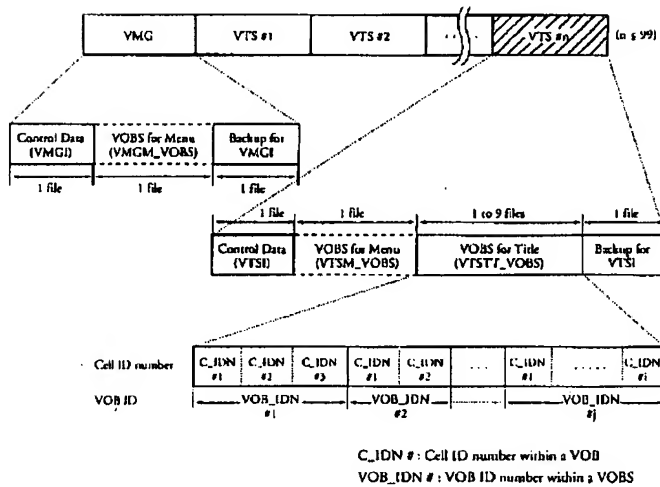 VMG VTS #1 VTS #2 ····· VTS #n (n ≤ 99)
Control Data (VMGI)
VOBS for Menu (VMGM_VOBS)
Backup for VMGI
1 file 1 file 1 file
1 file 1 file 1 to 9 files 1 file
Control Data (VTSI)
VOBS for Menu (VTSM_VOBS)
VOBS for Title (VTSTT_VOBS)
Backup for VTSI
Cell ID number C_IDN #1 C_IDN #2 C_IDN #3 C_IDN #1 C_IDN #2 ··· C_IDN #1 ····· C_IDN #i
VOB ID VOB_IDN #1 VOB_IDN #2 VOB_IDN #j
C_IDN # : Cell ID number within a VOB
VOB_IDN # : VOB ID number within a VOBS